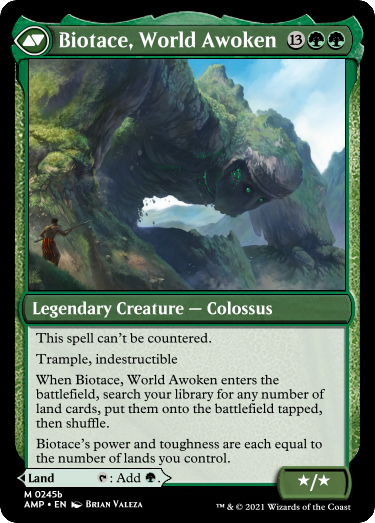 Biotace, World Awoken 13
This spell can't be countered.
Legendary Creature — Colossus
Trample, indestructible
When Biotace, World Awoken enters the
battlefield, search your library for any number of
land cards, put them onto the battlefield tapped,
then shuffle.
Biotace's power and toughness are each equal to
the number of lands you control.
Land : Add .
★/★
M 0245b
AMP • EN Brian Valeza
™ & © 2021 Wizards of the Coast